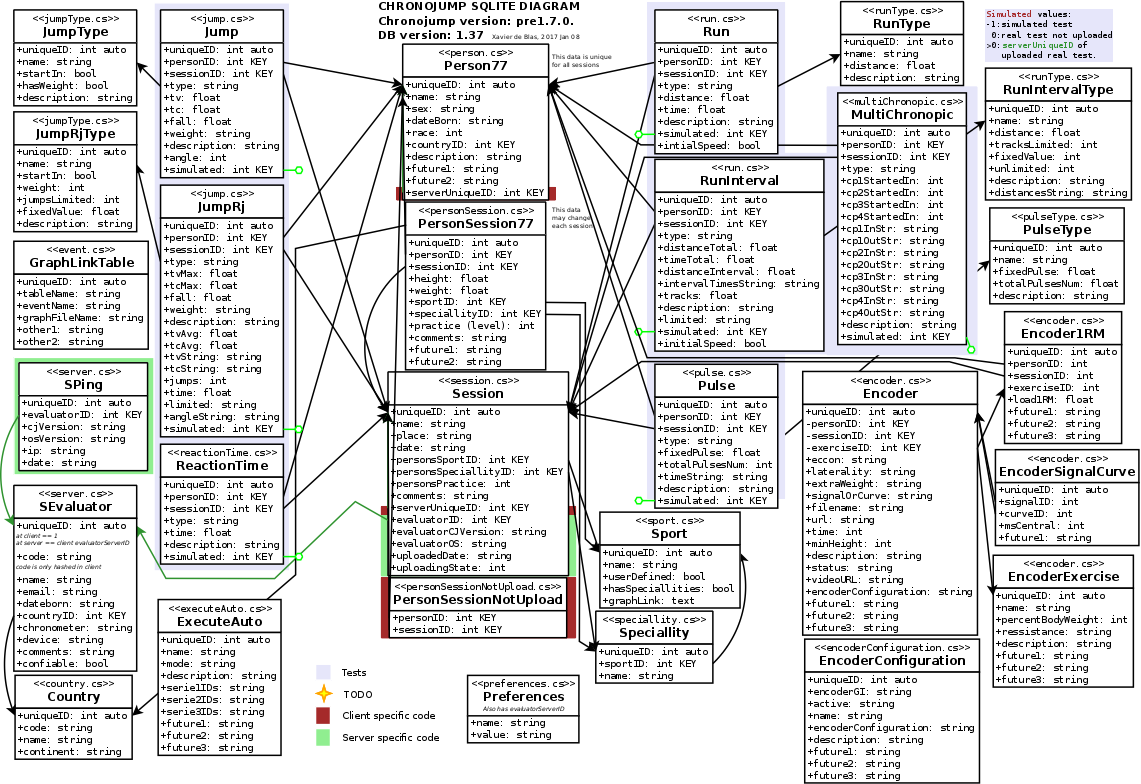 CHRONOJUMP SQLITE DIAGRAM
Chronojump version: pre1.7.0.
DB version: 1.37 Xavier de Blas, 2017 Jan 08
<<jumpType.cs>>
JumpType
+uniqueID: int auto
+name: string
+startIn: bool
+hasWeight: bool
+description: string
<<jumpType.cs>>
JumpRjType
+uniqueID: int auto
+name: string
+startIn: bool
+weight: int
+jumpsLimited: int
+fixedValue: float
+description: string
<<event.cs>>
GraphLinkTable
+uniqueID: int auto
+tableName: string
+eventName: string
+graphFileName: string
+other1: string
+other2: string
<<server.cs>>
SPing
+uniqueID: int auto
+evaluatorID: int KEY
+cjVersion: string
+osVersion: string
+ip: string
+date: string
<<server.cs>>
SEvaluator
+uniqueID: int auto
at client == 1
at server == client evaluatorServerID
+code: string
code is only hashed in client
+name: string
+email: string
+dateborn: string
+countryID: int KEY
+chronometer: string
+device: string
+comments: string
+confiable: bool
<<country.cs>>
Country
+uniqueID: int auto
+code: string
+name: string
+continent: string
<<jump.cs>>
Jump
+uniqueID: int auto
+personID: int KEY
+sessionID: int KEY
+type: string
+tv: float
+tc: float
+fall: float
+weight: string
+description: string
+angle: int
+simulated: int KEY
<<jump.cs>>
JumpRj
+uniqueID: int auto
+personID: int KEY
+sessionID: int KEY
+type: string
+tvMax: float
+tcMax: float
+fall: float
+weight: string
+description: string
+tvAvg: float
+tcAvg: float
+tvString: string
+tcString: string
+jumps: int
+time: float
+limited: string
+angleString: string
+simulated: int KEY
<<reactionTime.cs>>
ReactionTime
+uniqueID: int auto
+personID: int KEY
+sessionID: int KEY
+type: string
+time: float
+description: string
+simulated: int KEY
<<executeAuto.cs>>
ExecuteAuto
+uniqueID: int auto
+name: string
+mode: string
+description: string
+serie1IDs: string
+serie2IDs: string
+serie3IDs: string
+future1: string
+future2: string
+future3: string
<<person.cs>>
Person77
+uniqueID: int auto
+name: string
+sex: string
+dateBorn: string
+race: int
+countryID: int KEY
+description: string
+future1: string
+future2: string
+serverUniqueID: int KEY
This data is unique
for all sessions
<<personSession.cs>>
PersonSession77
+uniqueID: int auto
+personID: int KEY
+sessionID: int KEY
+height: float
+weight: float
+sportID: int KEY
+speciallityID: int KEY
+practice (level): int
+comments: string
+future1: string
+future2: string
This data
may change
each session
<<session.cs>>
Session
+uniqueID: int auto
+name: string
+place: string
+date: string
+personsSportID: int KEY
+personsSpeciallityID: int KEY
+personsPractice: int
+comments: string
+serverUniqueID: int KEY
+evaluatorID: int KEY
+evaluatorCJVersion: string
+evaluatorOS: string
+uploadedDate: string
+uploadingState: int
<<personSessionNotUpload.cs>>
PersonSessionNotUpload
+personID: int KEY
+sessionID: int KEY
Tests
TODO
Client specific code
Server specific code
<<preferences.cs>>
Preferences
Also has evaluatorServerID
+name: string
+value: string
<<run.cs>>
Run
+uniqueID: int auto
+personID: int KEY
+sessionID: int KEY
+type: string
+distance: float
+time: float
+description: string
+simulated: int KEY
+intialSpeed: bool
<<run.cs>>
RunInterval
+uniqueID: int auto
+personID: int KEY
+sessionID: int KEY
+type: string
+distanceTotal: float
+timeTotal: float
+distanceInterval: float
+intervalTimesString: string
+tracks: float
+description: string
+limited: string
+simulated: int KEY
+initialSpeed: bool
<<pulse.cs>>
Pulse
+uniqueID: int auto
+personID: int KEY
+sessionID: int KEY
+type: string
+fixedPulse: float
+totalPulsesNum: int
+timeString: string
+description: string
+simulated: int KEY
<<sport.cs>>
Sport
+uniqueID: int auto
+name: string
+userDefined: bool
+hasSpeciallities: bool
+graphLink: text
<<speciallity.cs>>
Speciallity
+uniqueID: int auto
+sportID: int KEY
+name: string
<<runType.cs>>
RunType
+uniqueID: int auto
+name: string
+distance: float
+description: string
<<multiChronopic.cs>>
MultiChronopic
+uniqueID: int auto
+personID: int KEY
+sessionID: int KEY
+type: string
+cp1StartedIn: int
+cp2StartedIn: int
+cp3StartedIn: int
+cp4StartedIn: int
+cp1InStr: string
+cp1OutStr: string
+cp2InStr: string
+cp2OutStr: string
+cp3InStr: string
+cp3OutStr: string
+cp4InStr: string
+cp4OutStr: string
+description: string
+simulated: int KEY
<<encoder.cs>>
Encoder
+uniqueID: int auto
-personID: int KEY
-sessionID: int KEY
-exerciseID: int KEY
+eccon: string
+laterality: string
+extraWeight: string
+signalOrCurve: string
+filename: string
+url: string
+time: int
+minHeight: int
+description: string
+status: string
+videoURL: string
+encoderConfiguration: string
+future1: string
+future2: string
+future3: string
<<encoderConfiguration.cs>>
EncoderConfiguration
+uniqueID: int auto
+encoderGI: string
+active: string
+name: string
+encoderConfiguration: string
+description: string
+future1: string
+future2: string
+future3: string
Simulated values:
-1:simulated test
0:real test not uploaded
>0:serverUniqueID of
uploaded real test.
<<runType.cs>>
RunIntervalType
+uniqueID: int auto
+name: string
+distance: float
+tracksLimited: int
+fixedValue: int
+unlimited: int
+description: string
+distancesString: string
<<pulseType.cs>>
PulseType
+uniqueID: int auto
+name: string
+fixedPulse: float
+totalPulsesNum: float
+description: string
<<encoder.cs>>
Encoder1RM
+uniqueID: int auto
+personID: int
+sessionID: int
+exerciseID: int
+load1RM: float
+future1: string
+future2: string
+future3: string
<<encoder.cs>>
EncoderSignalCurve
+uniqueID: int auto
+signalID: int
+curveID: int
+msCentral: int
+future1: string
<<encoder.cs>>
EncoderExercise
+uniqueID: int auto
+name: string
+percentBodyWeight: int
+ressistance: string
+description: string
+future1: string
+future2: string
+future3: string